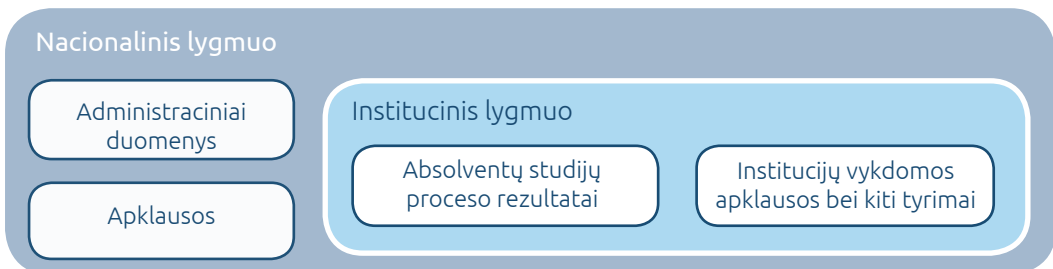 Nacionalinis lygmuo
Administraciniai
duomenys
Apklausos
Institucinis lygmuo
Absolventų studijų
proceso rezultatai
Institucijų vykdomos
apklausos bei kiti tyrimai